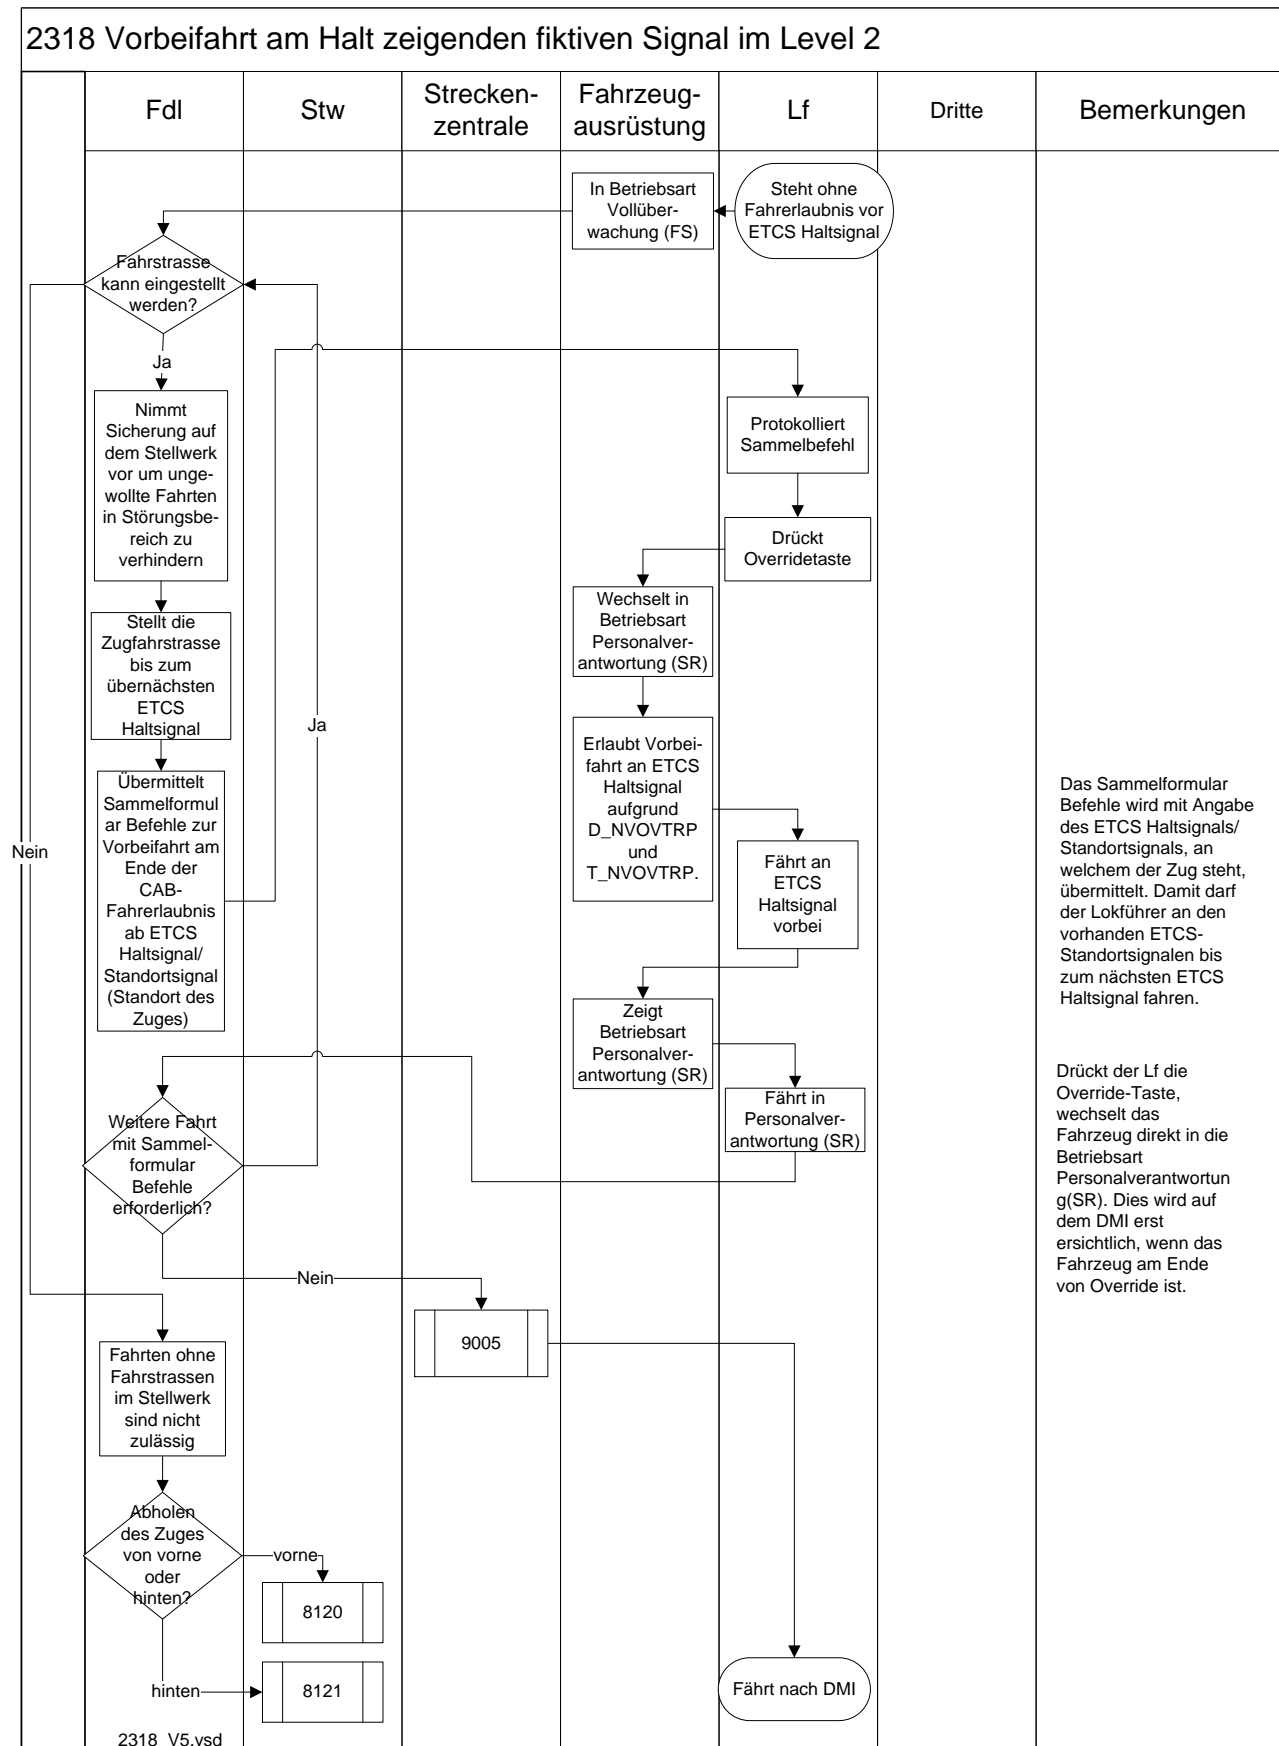 2318 Vorbeifahrt am Halt zeigenden fiktiven Signal im Level 2
Fdl
Stw
Strecken-
zentrale
Fahrzeug-
ausrüstung
Lf
Dritte
Bemerkungen
In Betriebsart
Vollüber-
wachung (FS)
Steht ohne
Fahrerlaubnis vor
ETCS Haltsignal
Fahrstrasse
kann eingestellt
werden?
Ja
Nimmt
Sicherung auf
dem Stellwerk
vor um unge-
wollte Fahrten
in Störungsbe-
reich zu
verhindern
Protokolliert
Sammelbefehl
Drückt
Overridetaste
Wechselt in
Betriebsart
Personalver-
antwortung (SR)
Stellt die
Zugfahrstrasse
bis zum
übernächsten
ETCS
Haltsignal
Ja
Erlaubt Vorbei-
fahrt an ETCS
Haltsignal
aufgrund
D_NVOVTRP
und
T_NVOVTRP.
Übermittelt
Sammelformul
ar Befehle zur
Vorbeifahrt am
Ende der
CAB-
Fahrerlaubnis
ab ETCS
Haltsignal/
Standortsignal
(Standort des
Zuges)
Nein
Fährt an
ETCS
Haltsignal
vorbei
Das Sammelformular
Befehle wird mit Angabe
des ETCS Haltsignals/
Standortsignals, an
welchem der Zug steht,
übermittelt. Damit darf
der Lokführer an den
vorhanden ETCS-
Standortsignalen bis
zum nächsten ETCS
Haltsignal fahren.
Zeigt
Betriebsart
Personalver-
antwortung (SR)
Fährt in
Personalver-
antwortung (SR)
Drückt der Lf die
Override-Taste,
wechselt das
Fahrzeug direkt in die
Betriebsart
Personalverantwortun
g(SR). Dies wird auf
dem DMI erst
ersichtlich, wenn das
Fahrzeug am Ende
von Override ist.
Weitere Fahrt
mit Sammel-
formular
Befehle
erforderlich?
Nein
9005
Fahrten ohne
Fahrstrassen
im Stellwerk
sind nicht
zulässig
Abholen
des Zuges
von vorne
oder
hinten?
vorne
8120
hinten
8121
Fährt nach DMI
2318_V5.vsd